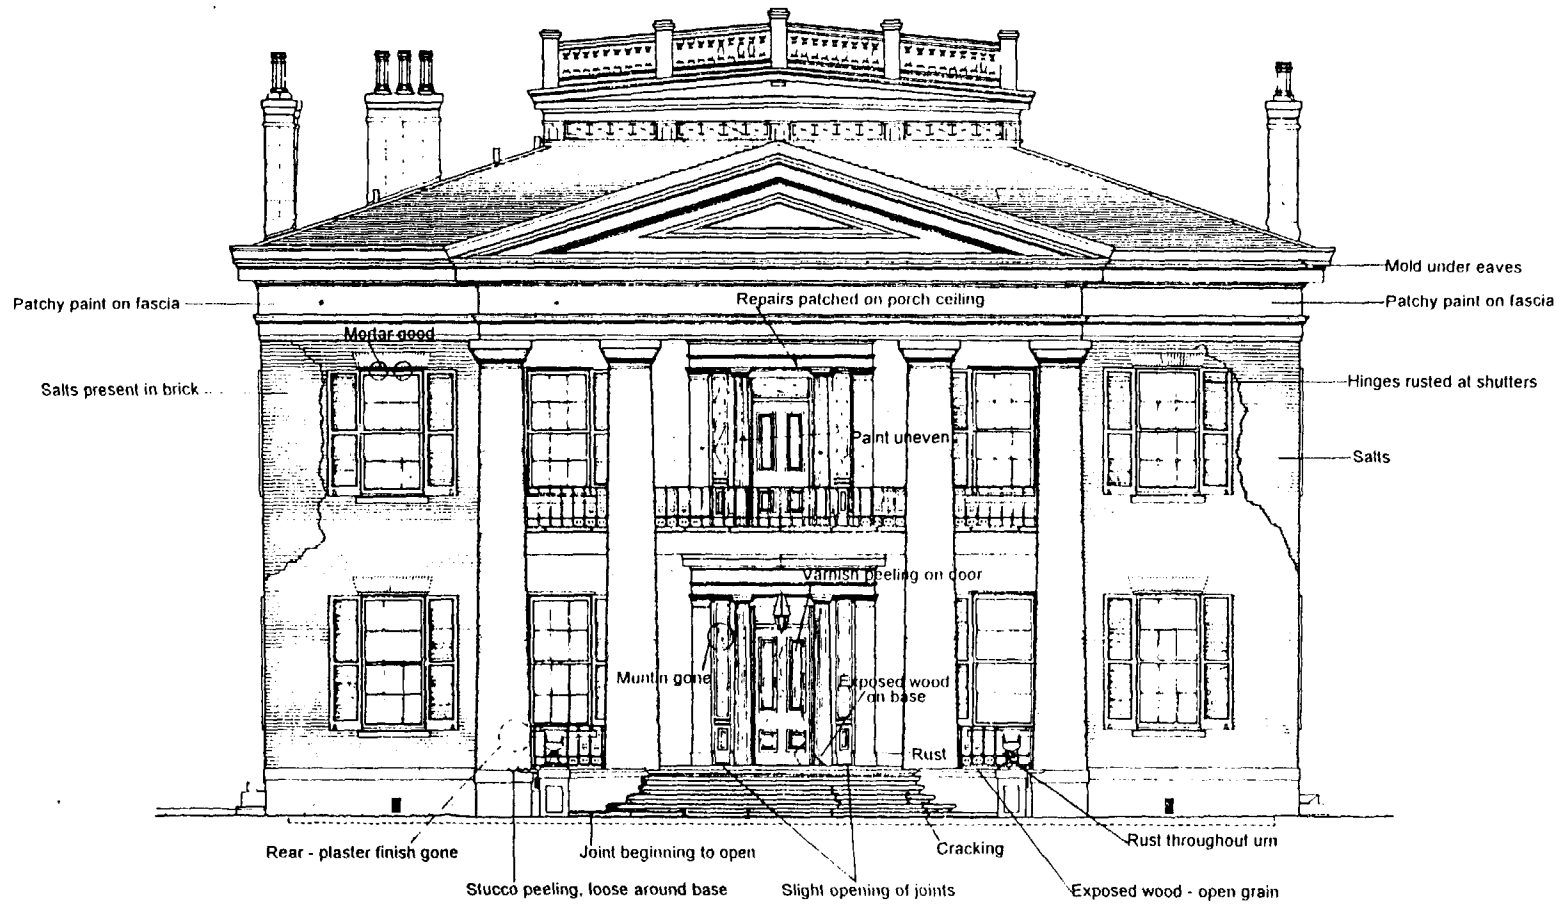 Mold under eaves
Patchy paint on fascia
Repairs patched on porch ceiling
Patchy paint on fascia
Mortar good
Salts present in brick
Hinges rusted at shutters
Paint uneven
Salts
Varnish peeling on door
Muntin gone
Exposed wood
on base
Rust
Rear - plaster finish gone
Joint beginning to open
Cracking
Rust throughout urn
Stucco peeling, loose around base
Slight opening of joints
Exposed wood - open grain